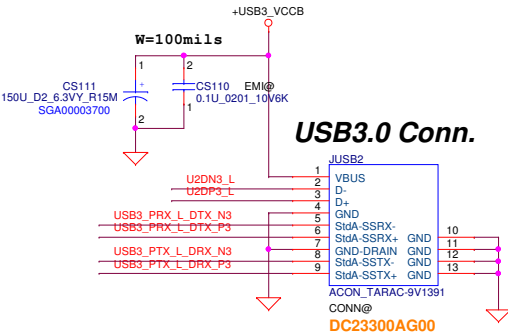 +USB3_VCCB
W=100mils
1
2
CS111
150U_D2_6.3VY_R15M
SGA00003700
+
2
CS110
0.1U_0201_10V6K
EMI@
1
USB3.0 Conn.
JUSB2
1 VBUS
U2DN3_L 2 D-
U2DP3_L 3 D+
4 GND
USB3_PRX_L_DTX_N3 5 StdA-SSRX-
USB3_PRX_L_DTX_P3 6 StdA-SSRX+ GND 10
7 GND-DRAIN GND 11
USB3_PTX_L_DRX_N3 8 StdA-SSTX- GND 12
USB3_PTX_L_DRX_P3 9 StdA-SSTX+ GND 13
ACON_TARAC-9V1391
CONN@
DC23300AG00